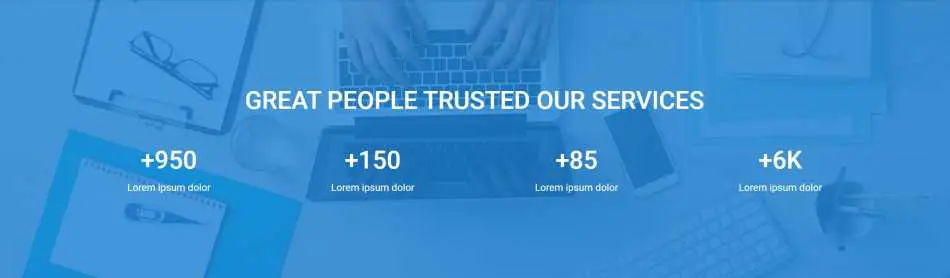 GREAT PEOPLE TRUSTED OUR SERVICES
+950 +150 +85 +6K
Lorem ipsum dolor Lorem ipsum dolor Lorem ipsum dolor Lorem ipsum dolor